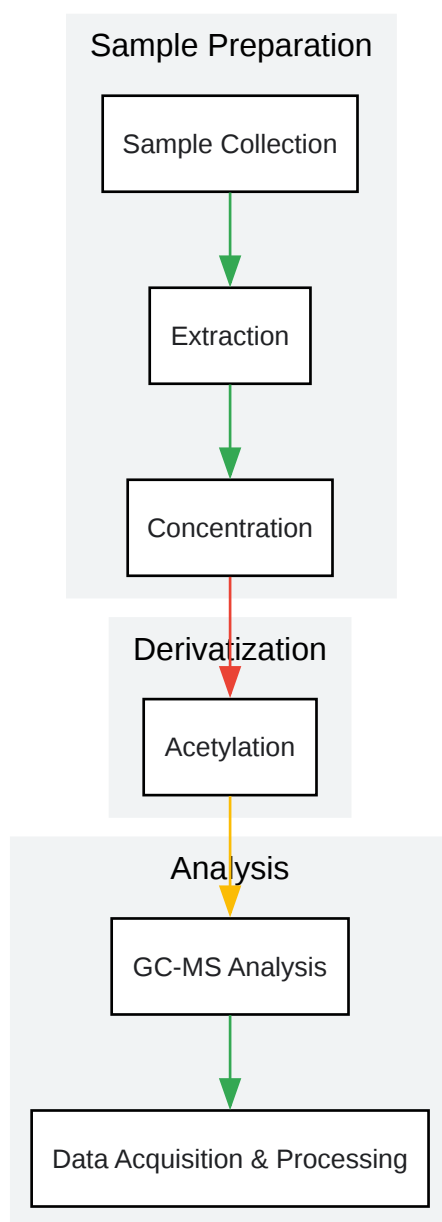 Sample Preparation
Sample Collection
Extraction
Concentration
Derivatization
Acetylation
Analysis
GC-MS Analysis
Data Acquisition & Processing